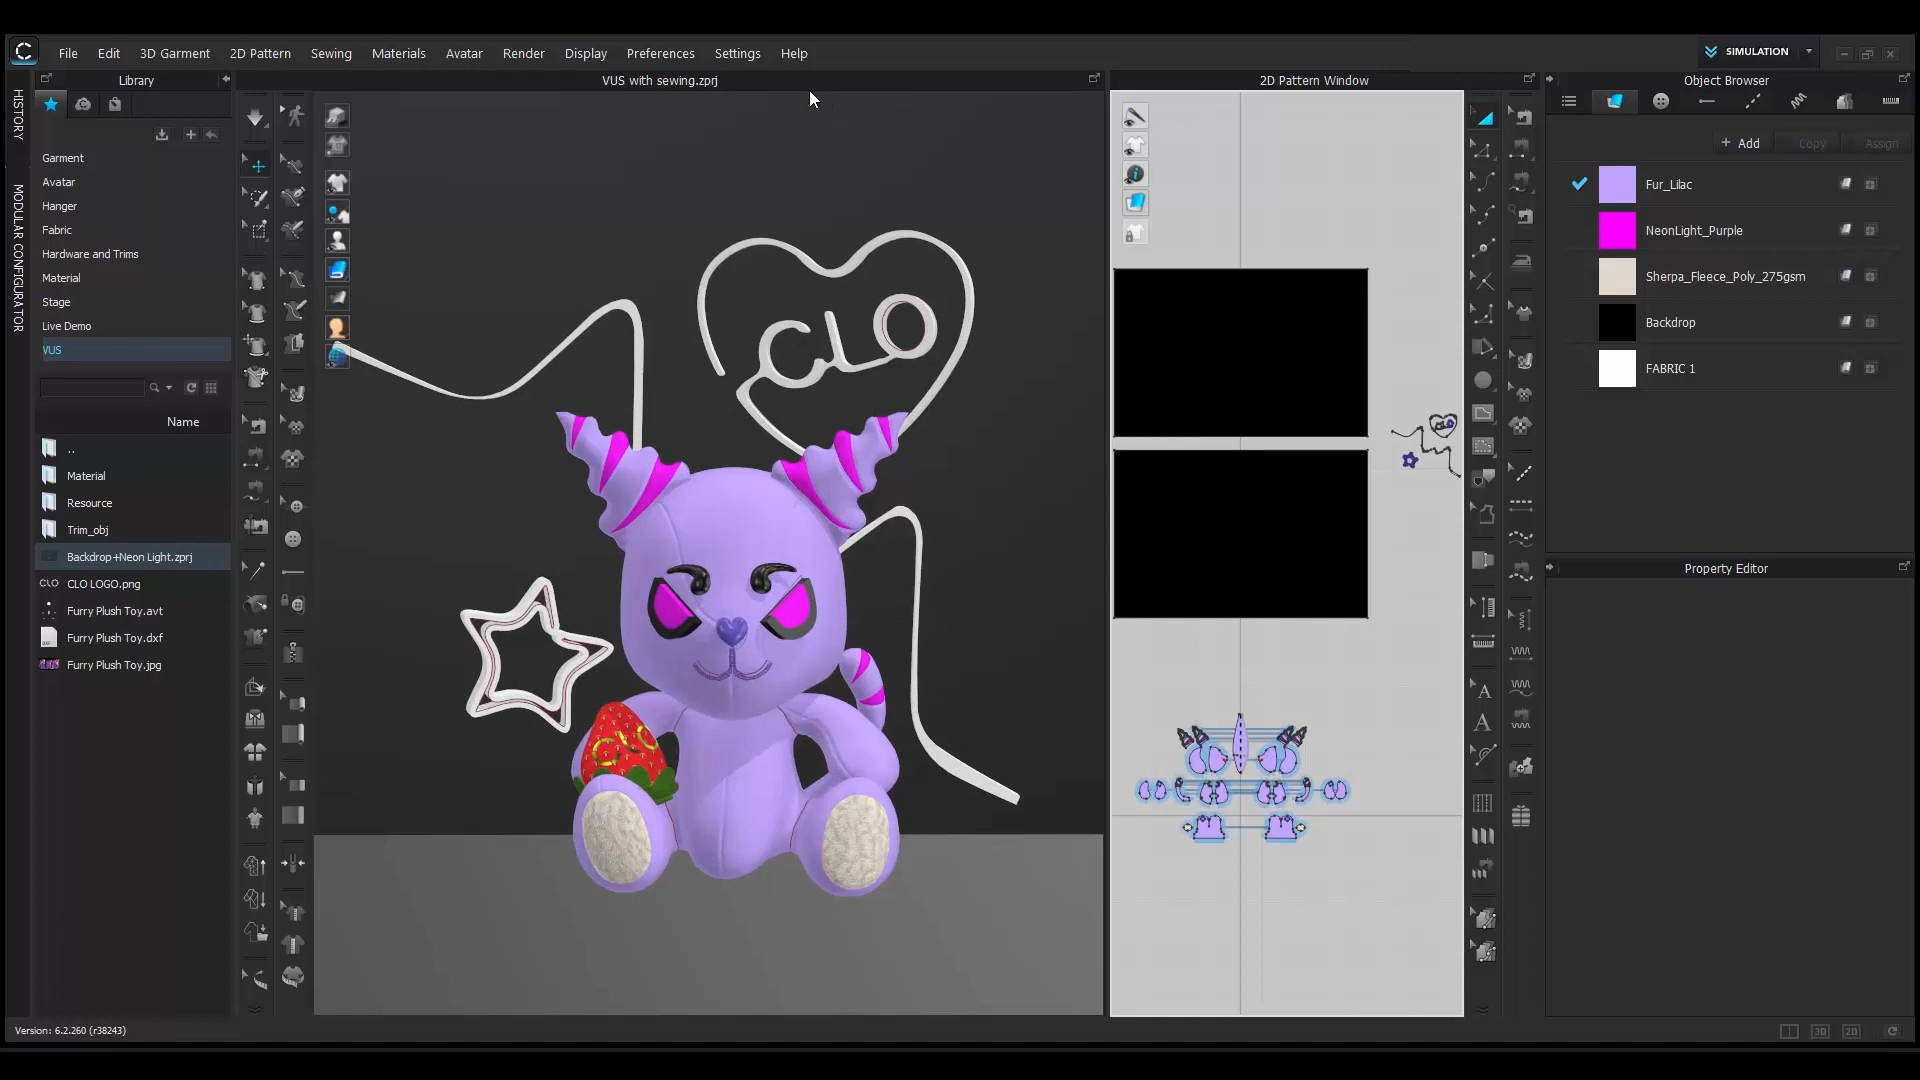 File Edit 3D Garment 2D Pattern Sewing Materials Avatar Render Display Preferences Settings Help
SIMULATION
HISTORY
MODULAR CONFIGURATOR
Library
Garment
Avatar
Hanger
Fabric
Hardware and Trims
Material
Stage
Live Demo
VUS
Name
..
Material
Resource
Trim_obj
Backdrop+Neon Light.zprj
CLO CLO LOGO.png
Furry Plush Toy.avt
Furry Plush Toy.dxf
Furry Plush Toy.jpg
VUS with sewing.zprj
CLO
CLO
2D Pattern Window
A
A
Object Browser
+ Add Copy Assign
Fur_Lilac
NeonLight_Purple
Sherpa_Fleece_Poly_275gsm
Backdrop
FABRIC 1
Property Editor
Version: 6.2.260 (r38243)
3D 2D